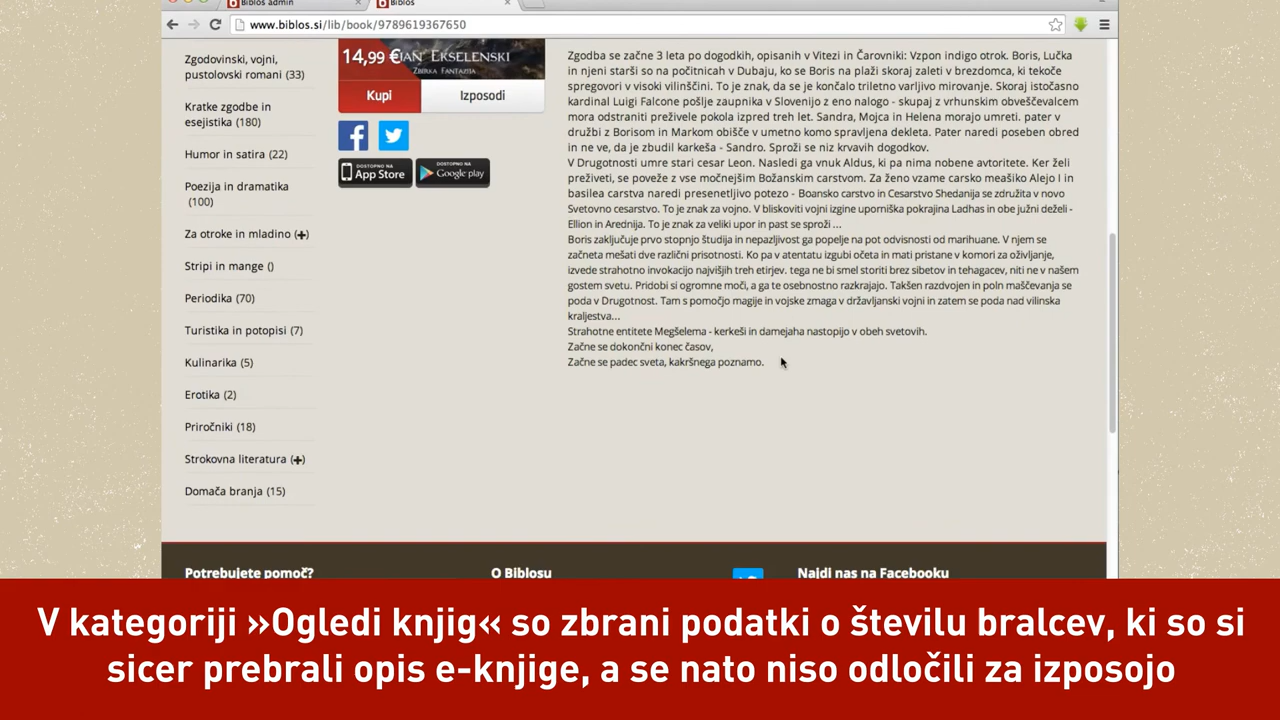 Biblos admin
Biblos
www.biblos.si/lib/book/9789619367650
Zgodovinski, vojni,
pustolovski romani (33)
Kratke zgodbe in
esejistika (180)
Humor in satira (22)
Poezija in dramatika
(100)
Za otroke in mladino (+)
Stripi in mange ()
Periodika (70)
Turistika in potopisi (7)
Kulinarika (5)
Erotika (2)
Priročniki (18)
Strokovna literatura (+)
Domača branja (15)
14,99 €
JAN EKSELENSKI
ZBIRKA FANTAZIJA
Kupi
Izposodi
DOSTOPNO NA
App Store
DOSTOPNO NA
Google play
Zgodba se začne 3 leta po dogodkih, opisanih v Vitezi in Čarovniki: Vzpon indigo otrok. Boris, Lučka
in njeni starši so na počitnicah v Dubaju, ko se Boris na plaži skoraj zaleti v brezdomca, ki tekoče
spregovori v visoki vilinščini. To je znak, da se je končalo triletno varljivo mirovanje. Skoraj istočasno
kardinal Luigi Falcone pošlje zaupnika v Slovenijo z eno nalogo - skupaj z vrhunskim obveščevalcem
mora odstraniti preživele pokola izpred treh let. Sandra, Mojca in Helena morajo umreti. pater v
družbi z Borisom in Markom obišče v umetno komo spravljena dekleta. Pater naredi poseben obred
in ne ve, da je zbudil karkeša - Sandro. Sproži se niz krvavih dogodkov.
V Drugotnosti umre stari cesar Leon. Nasledi ga vnuk Aldus, ki pa nima nobene avtoritete. Ker želi
preživeti, se poveže z vse močnejšim Božanskim carstvom. Za ženo vzame carsko meašiko Alejo I in
basilea carstva naredi presenetljivo potezo - Boansko carstvo in Cesarstvo Shedanija se združita v novo
Svetovno cesarstvo. To je znak za vojno. V bliskoviti vojni izgine uporniška pokrajina Ladhas in obe južni deželi -
Ellion in Arednija. To je znak za veliki upor in past se sproži ...
Boris zaključuje prvo stopnjo študija in nepazljivost ga popelje na pot odvisnosti od marihuane. V njem se
začneta mešati dve različni prisotnosti. Ko pa v atentatu izgubi očeta in mati pristane v komori za oživljanje,
izvede strahotno invokacijo najvišjih treh etirjev. tega ne bi smel storiti brez sibetov in tehagacev, niti ne v našem
gostem svetu. Pridobi si ogromne moči, a ga te osebnostno razkrajajo. Takšen razdvojen in poln maščevanja se
poda v Drugotnost. Tam s pomočjo magije in vojske zmaga v državljanski vojni in zatem se poda nad vilinska
kraljestva...
Strahotne entitete Megšelema - kerkeši in damejaha nastopijo v obeh svetovih.
Začne se dokončni konec časov,
Začne se padec sveta, kakršnega poznamo.
Potrebujete pomoč?
O Biblosu
Najdi nas na Facebooku
V kategoriji »Ogledi knjig« so zbrani podatki o številu bralcev, ki so si
sicer prebrali opis e-knjige, a se nato niso odločili za izposojo